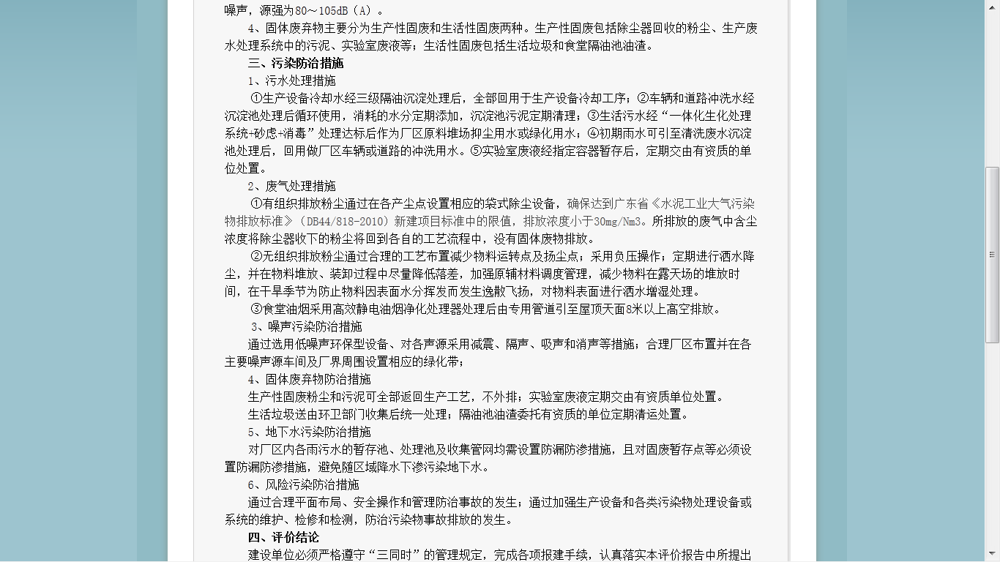 噪声，源强为80～105dB（A）。
4、固体废弃物主要分为生产性固废和生活性固废两种。生产性固废包括除尘器回收的粉尘、生产废
水处理系统中的污泥、实验室废液等；生活性固废包括生活垃圾和食堂隔油池油渣。
三、污染防治措施
1、污水处理措施
①生产设备冷却水经三级隔油沉淀处理后，全部回用于生产设备冷却工序；②车辆和道路冲洗水经
沉淀池处理后循环使用，消耗的水分定期添加，沉淀池污泥定期清理；③生活污水经“一体化生化处理
系统+砂虑+消毒”处理达标后作为厂区原料堆场抑尘用水或绿化用水；④初期雨水可引至清洗废水沉淀
池处理后，回用做厂区车辆或道路的冲洗用水。⑤实验室废液经指定容器暂存后，定期交由有资质的单
位处置。
2、废气处理措施
①有组织排放粉尘通过在各产尘点设置相应的袋式除尘设备，确保达到广东省《水泥工业大气污染
物排放标准》（DB44/818-2010）新建项目标准中的限值，排放浓度小于30mg/Nm3。所排放的废气中含尘
浓度将除尘器收下的粉尘将回到各自的工艺流程中，没有固体废物排放。
②无组织排放粉尘通过合理的工艺布置减少物料运转点及扬尘点；采用负压操作；定期进行洒水降
尘，并在物料堆放、装卸过程中尽量降低落差，加强原辅材料调度管理，减少物料在露天场的堆放时
间，在干旱季节为防止物料因表面水分挥发而发生逸散飞扬，对物料表面进行洒水增湿处理。
③食堂油烟采用高效静电油烟净化处理器处理后由专用管道引至屋顶天面8米以上高空排放。
3、噪声污染防治措施
通过选用低噪声环保型设备、对各声源采用减震、隔声、吸声和消声等措施；合理厂区布置并在各
主要噪声源车间及厂界周围设置相应的绿化带；
4、固体废弃物防治措施
生产性固废粉尘和污泥可全部返回生产工艺，不外排；实验室废液定期交由有资质单位处置。
生活垃圾送由环卫部门收集后统一处理；隔油池油渣委托有资质的单位定期清运处置。
5、地下水污染防治措施
对厂区内各雨污水的暂存池、处理池及收集管网均需设置防漏防渗措施，且对固废暂存点等必须设
置防漏防渗措施，避免随区域降水下渗污染地下水。
6、风险污染防治措施
通过合理平面布局、安全操作和管理防治事故的发生；通过加强生产设备和各类污染物处理设备或
系统的维护、检修和检测，防治污染物事故排放的发生。
四、评价结论
建设单位必须严格遵守“三同时”的管理规定，完成各项报建手续，认真落实本评价报告中所提出